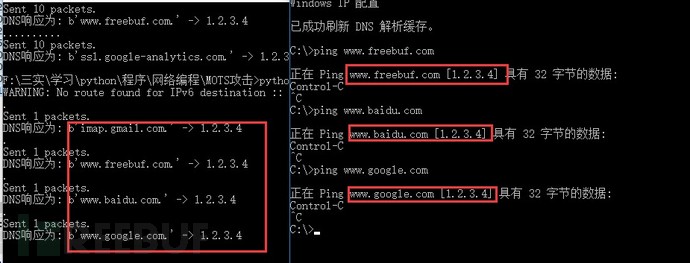 Sent 10 packets.
DNS响应为: b'www.freebuf.com.' -> 1.2.3.4
..........
Sent 10 packets.
DNS响应为: b'ssl.google-analytics.com.' -> 1.2.3
F:\三实\学习\python\程序\网络编程\MOTS攻击>pytho
WARNING: No route found for IPv6 destination ::
.
Sent 1 packets.
DNS响应为: b'imap.gmail.com.' -> 1.2.3.4
.
Sent 1 packets.
DNS响应为: b'www.freebuf.com.' -> 1.2.3.4
.
Sent 1 packets.
DNS响应为: b'www.baidu.com.' -> 1.2.3.4
.
Sent 1 packets.
DNS响应为: b'www.google.com.' -> 1.2.3.4
REEBUF
Windows IP 配置
已成功刷新 DNS 解析缓存。
C:\>ping www.freebuf.com
正在 Ping www.freebuf.com [1.2.3.4] 具有 32 字节的数据:
Control-C
^C
C:\>ping www.baidu.com
正在 Ping www.baidu.com [1.2.3.4] 具有 32 字节的数据:
Control-C
^C
C:\>ping www.google.com
正在 Ping www.google.com [1.2.3.4] 具有 32 字节的数据:
Control-C
^C
C:\>